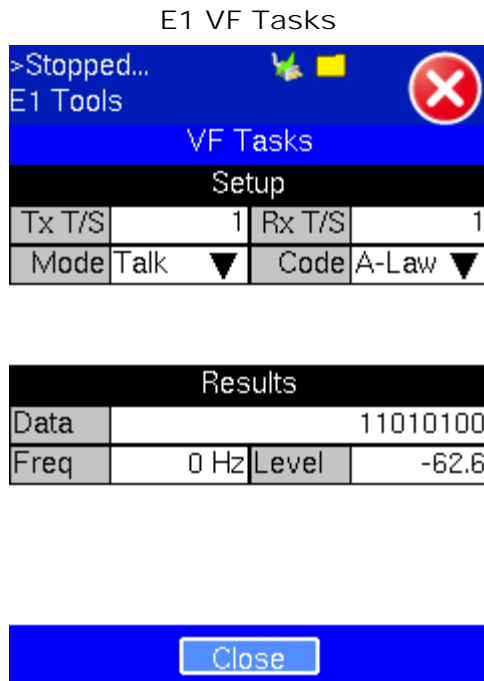 E1 VF Tasks
>Stopped...
E1 Tools
VF Tasks
Setup
Tx T/S 1 Rx T/S 1
Mode Talk ▼ Code A-Law ▼
Results
Data 11010100
Freq 0 Hz Level -62.6
Close